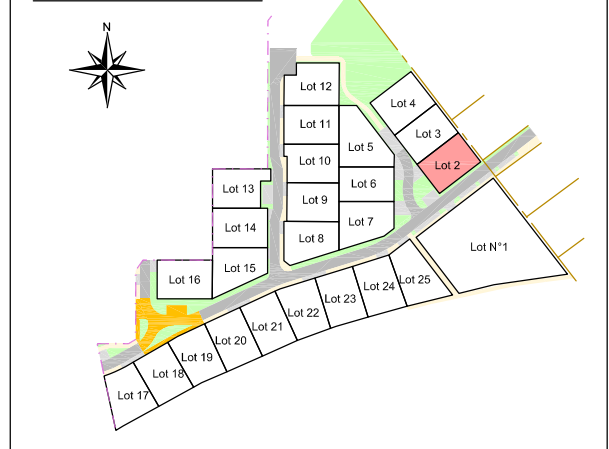 N
Lot 12
Lot 4
Lot 11
Lot 3
Lot 5
Lot 10
Lot 2
Lot 6
Lot 13
Lot 9
Lot 7
Lot 14
Lot 8
Lot N°1
Lot 15
Lot 16
Lot 25
Lot 24
Lot 23
Lot 22
Lot 21
Lot 20
Lot 19
Lot 18
Lot 17